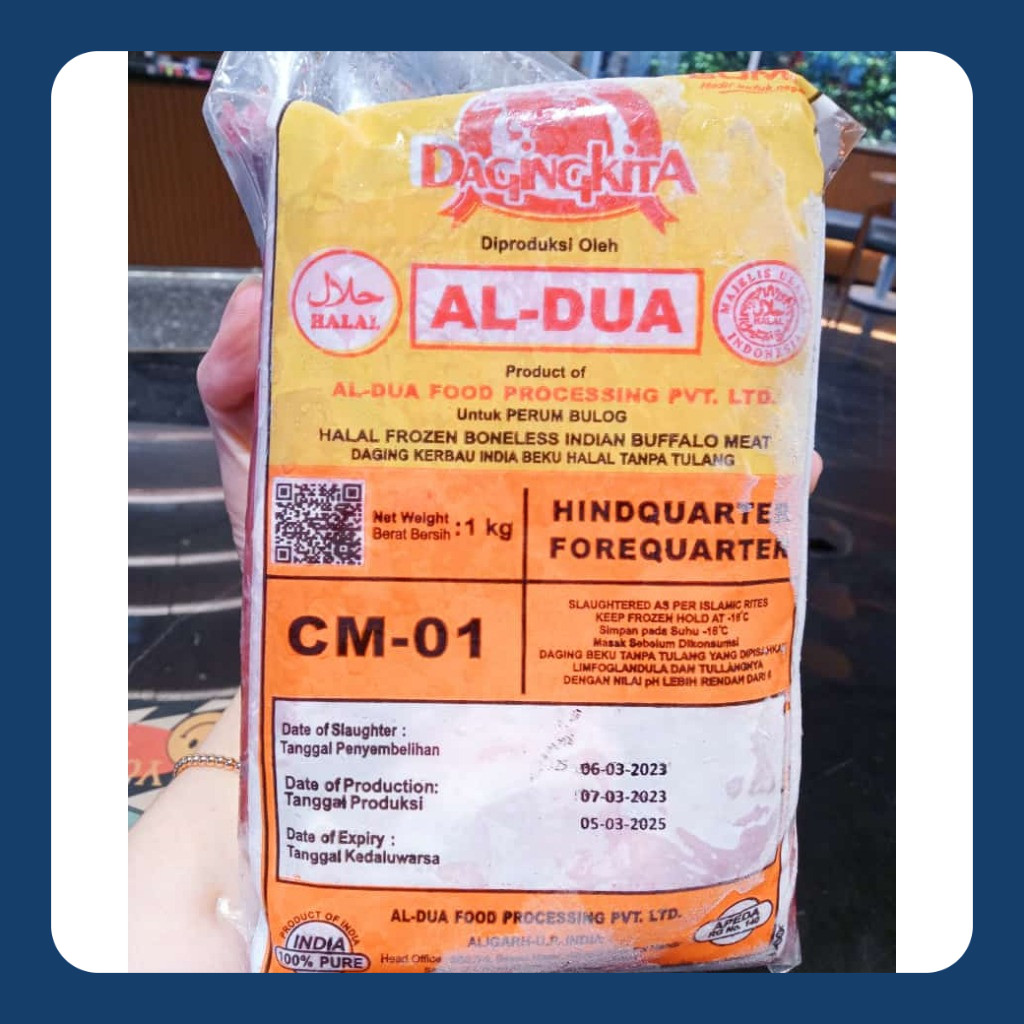 DAGINGKITA
Diproduksi Oleh
حلال
HALAL
AL-DUA
MAJELIS
INDONESIA
HALAL
Product of
AL-DUA FOOD PROCESSING PVT. LTD.
Untuk PERUM BULOG
HALAL FROZEN BONELESS INDIAN BUFFALO MEAT
DAGING KERBAU INDIA BEKU HALAL TANPA TULANG
Net Weight
Berat Bersih : 1 kg
HINDQUARTER
FOREQUARTER
CM-01
SLAUGHTERED AS PER ISLAMIC RITES
KEEP FROZEN HOLD AT -18°C
Simpan pada Suhu -18°C
Masak Sebelum Dikonsumsi
DAGING BEKU TANPA TULANG YANG
LIMFOGLANDULA DAN TULLANGNYA
DENGAN NILAI pH LEBIH RENDAH DARI 6
Date of Slaughter :
Tanggal Penyembelihan
06-03-2023
Date of Production:
Tanggal Produksi
07-03-2023
Date of Expiry :
Tanggal Kedaluwarsa
05-03-2025
PRODUCT OF INDIA
INDIA
100% PURE
AL-DUA FOOD PROCESSING PVT. LTD.
ALIGARH-U.P. INDIA
Head Office
APEDA